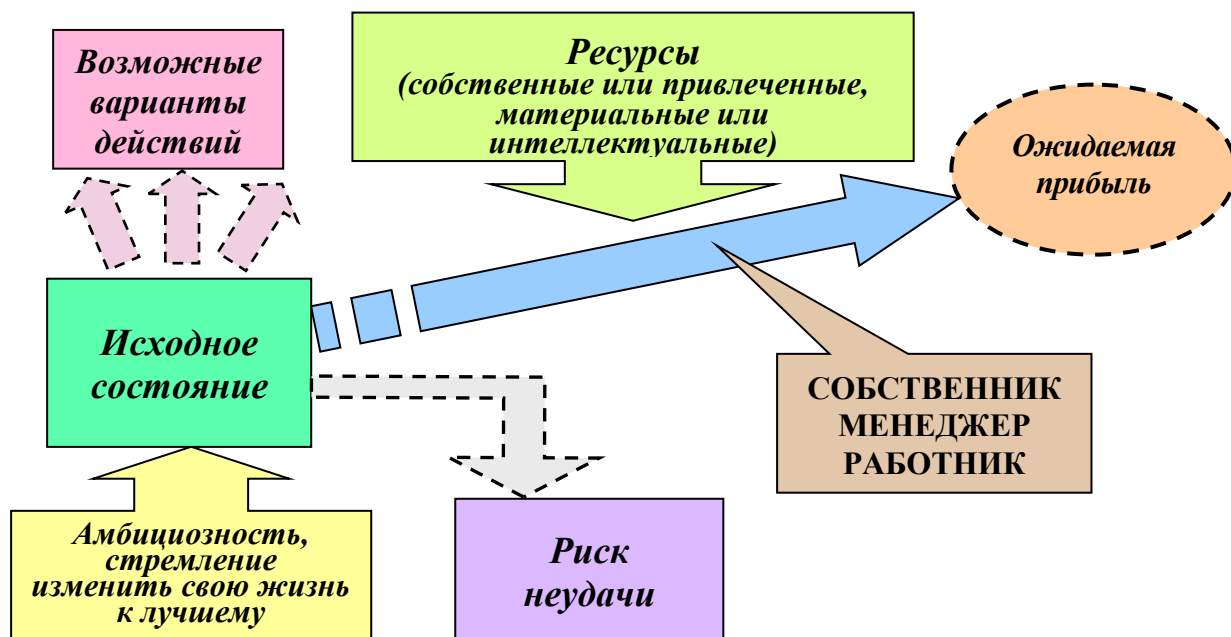 Возможные
варианты
действий
Ресурсы
(собственные или привлеченные,
материальные или
интеллектуальные)
Ожидаемая
прибыль
Исходное
состояние
СОБСТВЕННИК
МЕНЕДЖЕР
РАБОТНИК
Амбициозность,
стремление
изменить свою жизнь
к лучшему
Риск
неудачи